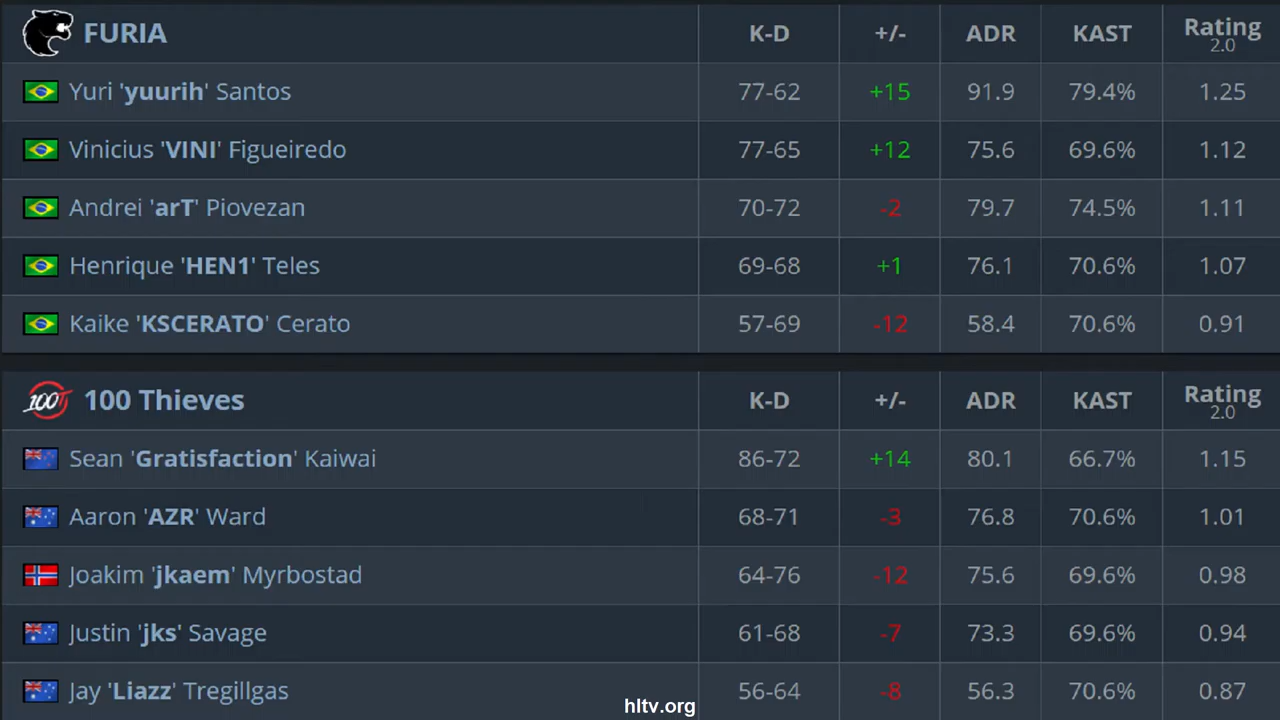 FURIA K-D +/- ADR KAST Rating 2.0
Yuri 'yuurih' Santos 77-62 +15 91.9 79.4% 1.25
Vinicius 'VINI' Figueiredo 77-65 +12 75.6 69.6% 1.12
Andrei 'arT' Piovezan 70-72 -2 79.7 74.5% 1.11
Henrique 'HEN1' Teles 69-68 +1 76.1 70.6% 1.07
Kaike 'KSCERATO' Cerato 57-69 -12 58.4 70.6% 0.91
100T 100 Thieves K-D +/- ADR KAST Rating 2.0
Sean 'Gratisfaction' Kaiwai 86-72 +14 80.1 66.7% 1.15
Aaron 'AZR' Ward 68-71 -3 76.8 70.6% 1.01
Joakim 'jkaem' Myrbostad 64-76 -12 75.6 69.6% 0.98
Justin 'jks' Savage 61-68 -7 73.3 69.6% 0.94
Jay 'Liazz' Tregillgas 56-64 -8 56.3 70.6% 0.87
hltv.org